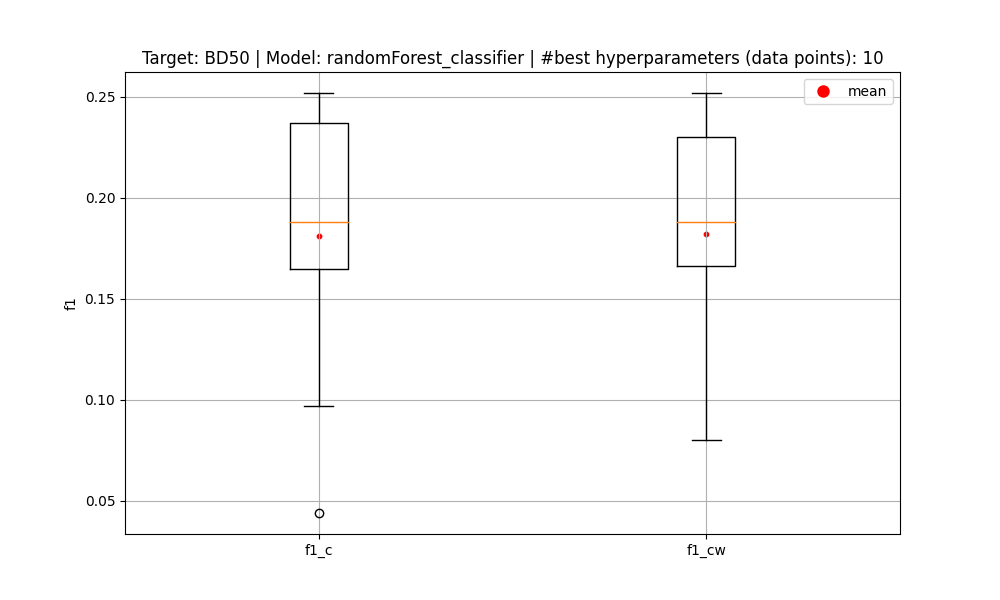 Target: BD50 | Model: randomForest_classifier | #best hyperparameters (data points): 10
mean
0.25
0.20
0.15
0.10
0.05
f1
f1_c
f1_cw